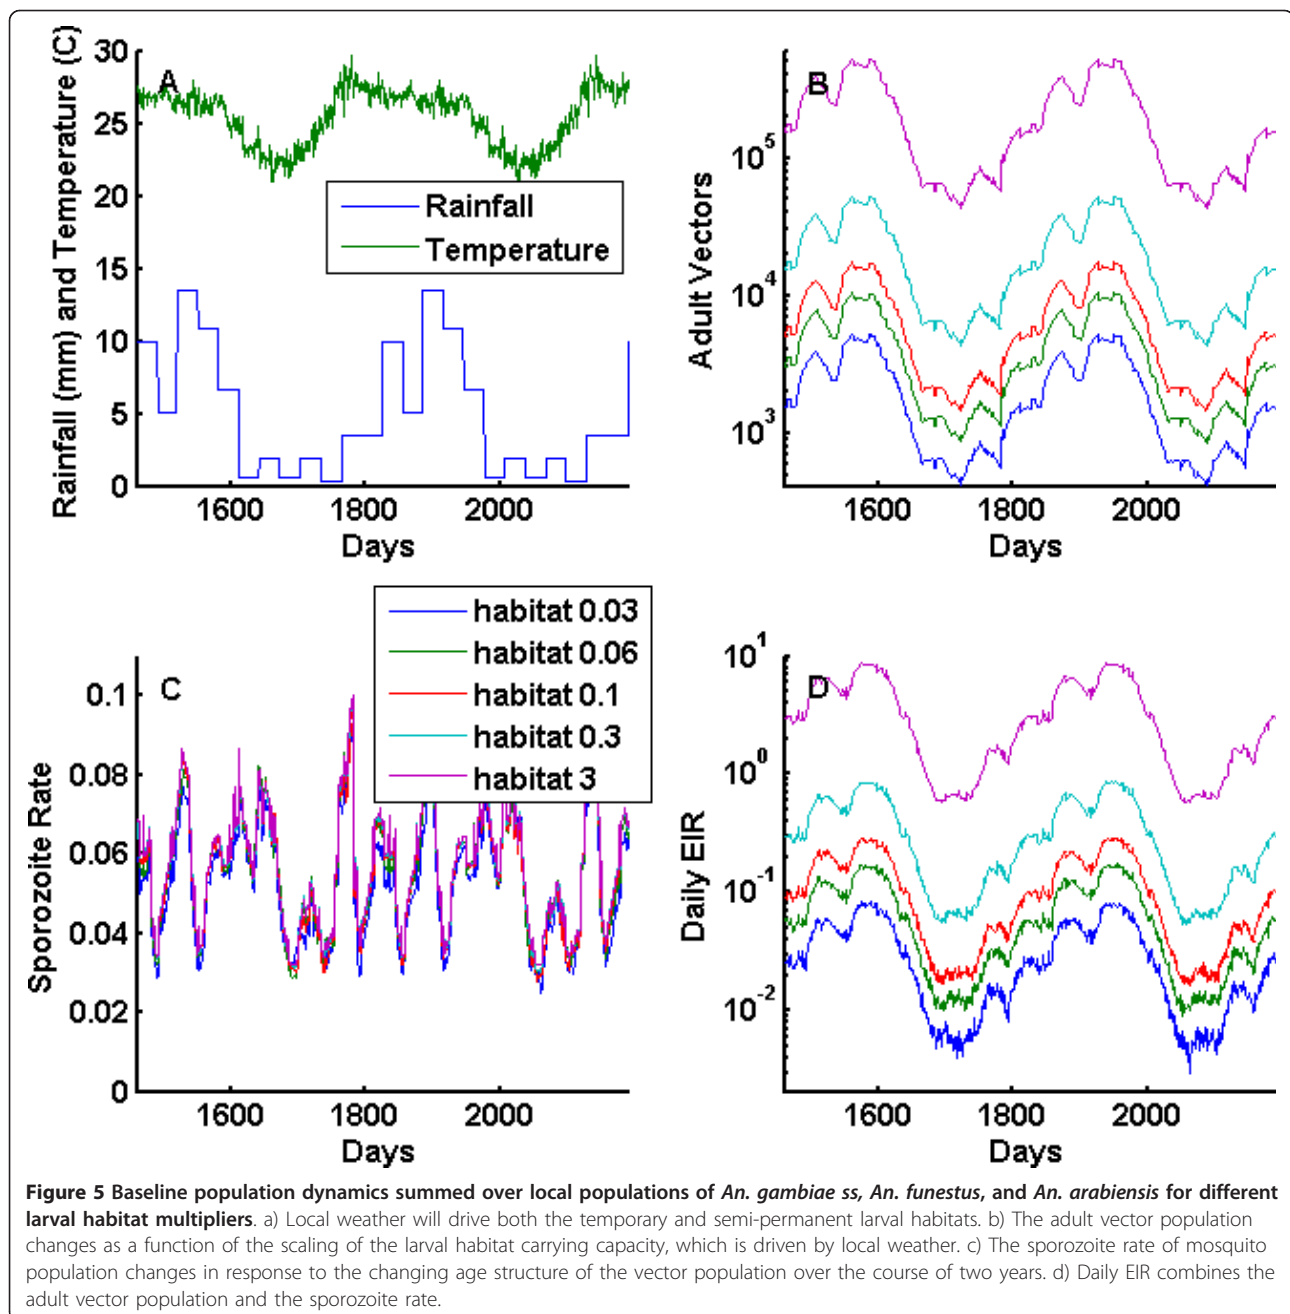 Rainfall (mm) and Temperature (C)
30
25
20
15
10
5
0
A
Rainfall
Temperature
1600
1800
2000
Days
Adult Vectors
10^5
10^4
10^3
B
1600
1800
2000
Days
Sporozoite Rate
0.1
0.08
0.06
0.04
0.02
0
C
habitat 0.03
habitat 0.06
habitat 0.1
habitat 0.3
habitat 3
1600
1800
2000
Days
Daily EIR
10^1
10^0
10^-1
10^-2
D
1600
1800
2000
Days
Figure 5 Baseline population dynamics summed over local populations of An. gambiae ss, An. funestus, and An. arabiensis for different
larval habitat multipliers. a) Local weather will drive both the temporary and semi-permanent larval habitats. b) The adult vector population
changes as a function of the scaling of the larval habitat carrying capacity, which is driven by local weather. c) The sporozoite rate of mosquito
population changes in response to the changing age structure of the vector population over the course of two years. d) Daily EIR combines the
adult vector population and the sporozoite rate.